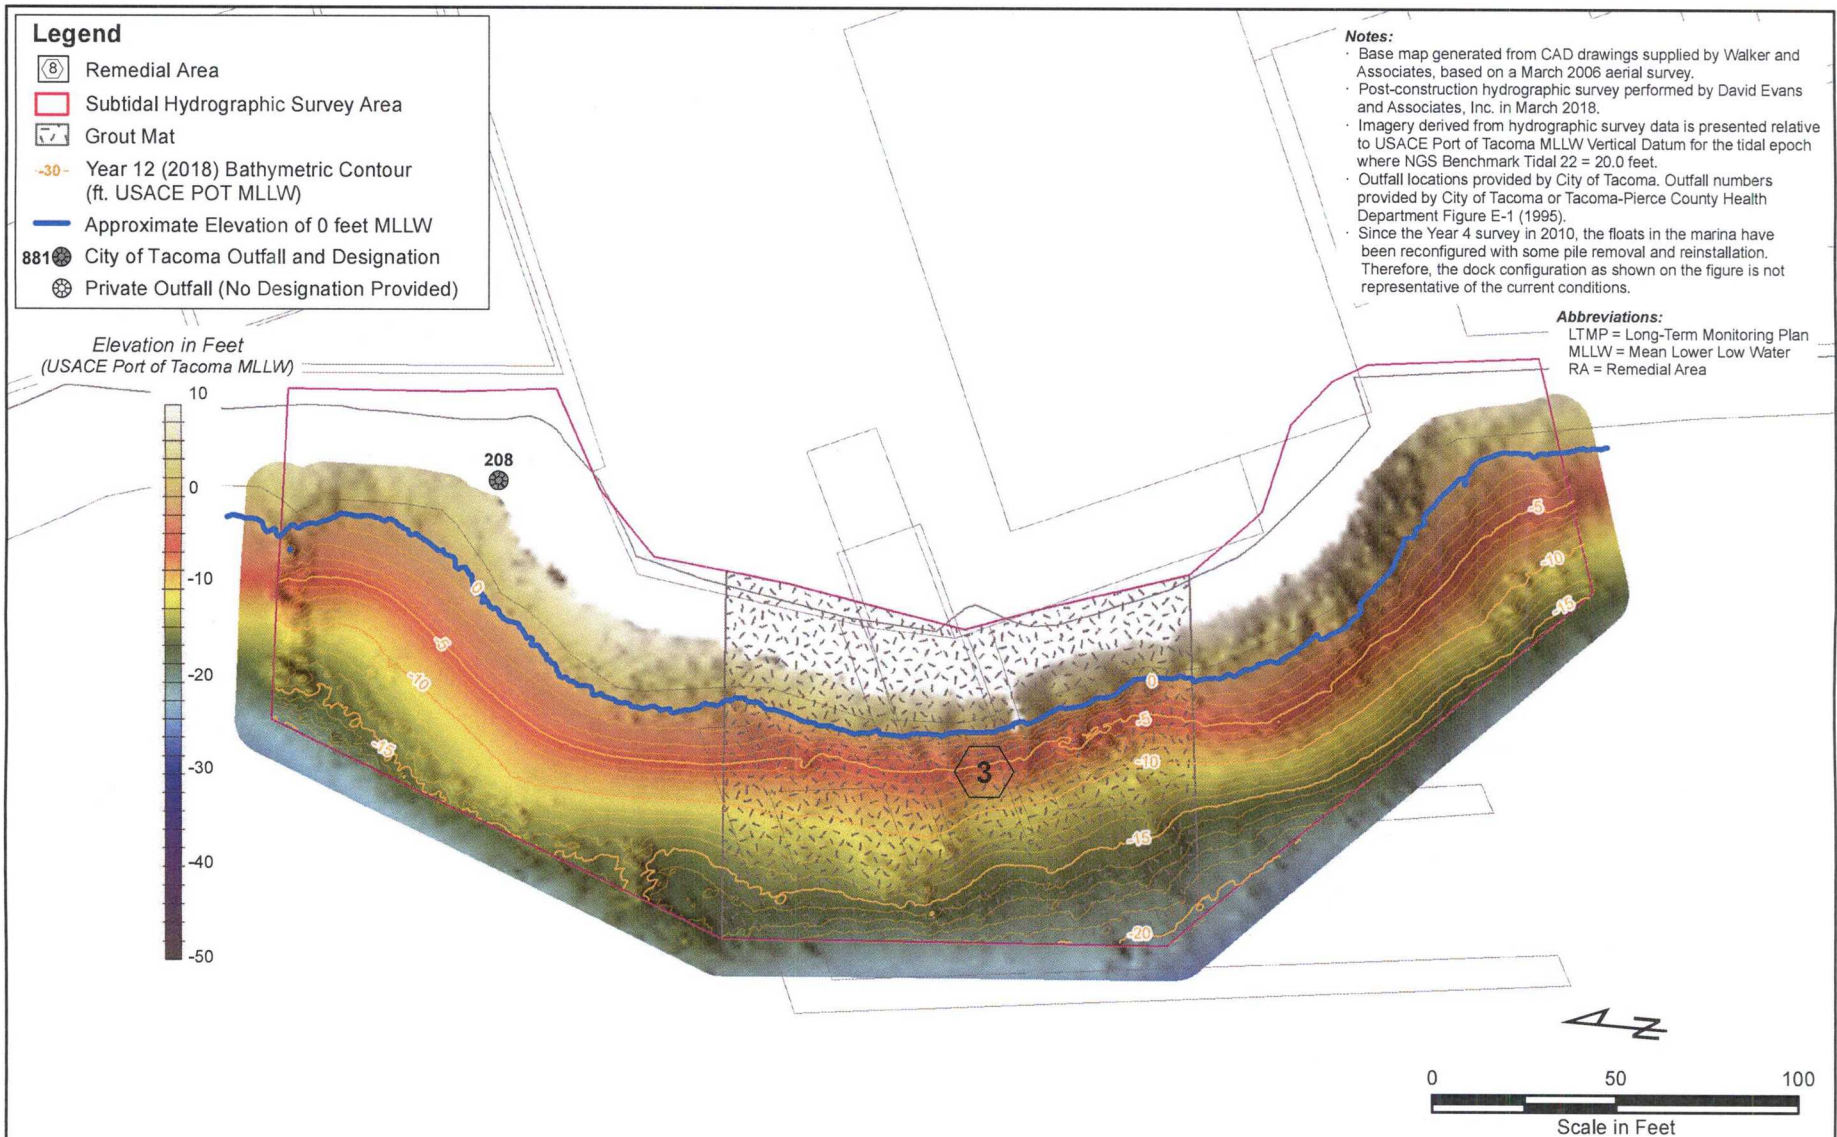 Legend
8 Remedial Area
Subtidal Hydrographic Survey Area
Grout Mat
-30- Year 12 (2018) Bathymetric Contour
(ft. USACE POT MLLW)
Approximate Elevation of 0 feet MLLW
881 City of Tacoma Outfall and Designation
Private Outfall (No Designation Provided)
Notes:
· Base map generated from CAD drawings supplied by Walker and
Associates, based on a March 2006 aerial survey.
· Post-construction hydrographic survey performed by David Evans
and Associates, Inc. in March 2018.
· Imagery derived from hydrographic survey data is presented relative
to USACE Port of Tacoma MLLW Vertical Datum for the tidal epoch
where NGS Benchmark Tidal 22 = 20.0 feet.
· Outfall locations provided by City of Tacoma. Outfall numbers
provided by City of Tacoma or Tacoma-Pierce County Health
Department Figure E-1 (1995).
· Since the Year 4 survey in 2010, the floats in the marina have
been reconfigured with some pile removal and reinstallation.
Therefore, the dock configuration as shown on the figure is not
representative of the current conditions.
Abbreviations:
LTMP = Long-Term Monitoring Plan
MLLW = Mean Lower Low Water
RA = Remedial Area
Elevation in Feet
(USACE Port of Tacoma MLLW)
10
0
-10
-20
-30
-40
-50
208
0
-5
-10
-15
0
-5
-10
-15
-20
3
-5
-10
-15
N
0 50 100
Scale in Feet